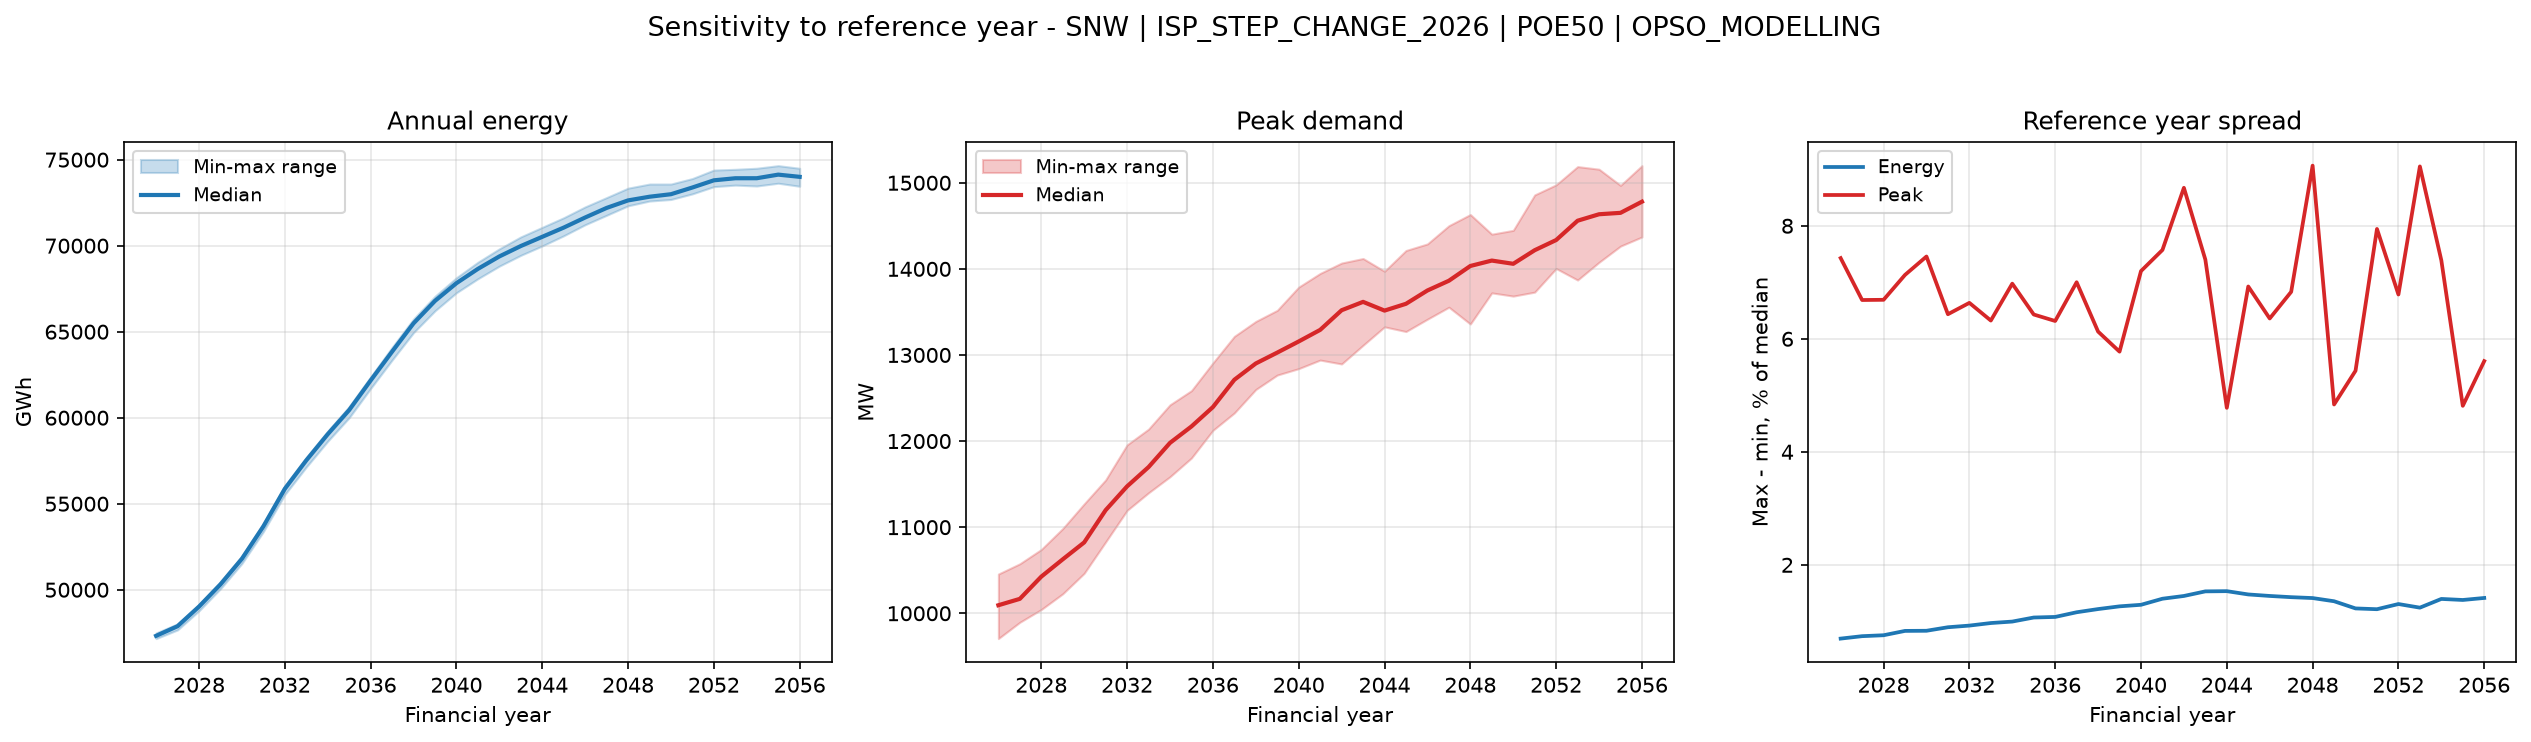 Sensitivity to reference year - SNW | ISP_STEP_CHANGE_2026 | POE50 | OPSO_MODELLING
Annual energy
Min-max range
Median
75000
70000
65000
60000
55000
50000
GWh
2028 2032 2036 2040 2044 2048 2052 2056
Financial year
Peak demand
Min-max range
Median
15000
14000
13000
12000
11000
10000
MW
2028 2032 2036 2040 2044 2048 2052 2056
Financial year
Reference year spread
Energy
Peak
8
6
4
2
Max - min, % of median
2028 2032 2036 2040 2044 2048 2052 2056
Financial year